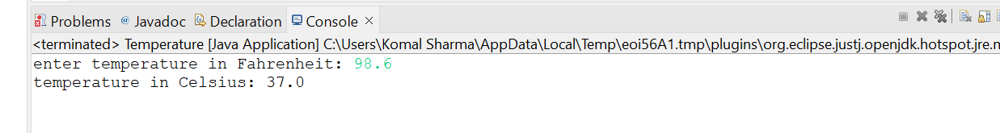 Problems @ Javadoc Declaration Console ×
<terminated> Temperature [Java Application] C:\Users\Komal Sharma\AppData\Local\Temp\eoi56A1.tmp\plugins\org.eclipse.justj.openjdk.hotspot.jre.n
enter temperature in Fahrenheit: 98.6
temperature in Celsius: 37.0